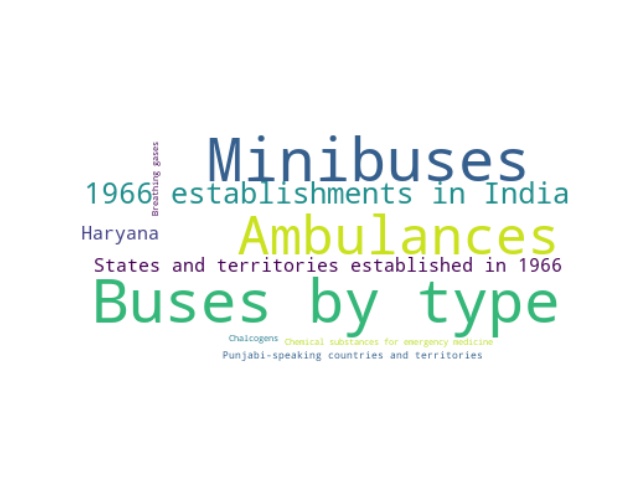 Minibuses
Breathing gases
1966 establishments in India
Haryana
Ambulances
States and territories established in 1966
Buses by type
Chalcogens
Chemical substances for emergency medicine
Punjabi-speaking countries and territories